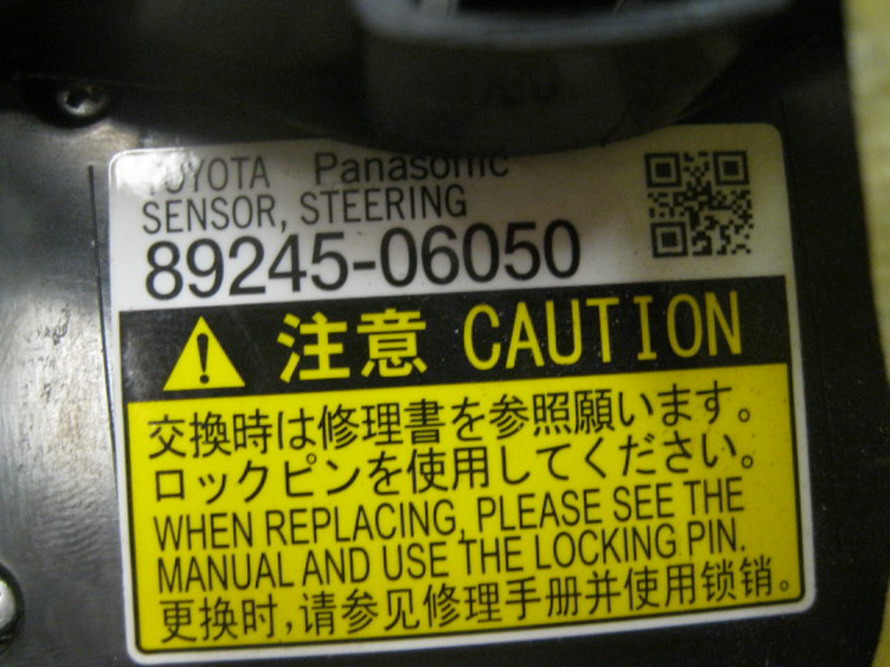 TOYOTA Panasonic
SENSOR, STEERING
89245-06050
注意 CAUTION
交換時は修理書を参照願います。
ロックピンを使用してください。
WHEN REPLACING, PLEASE SEE THE
MANUAL AND USE THE LOCKING PIN.
更换时,请参见修理手册并使用锁销。